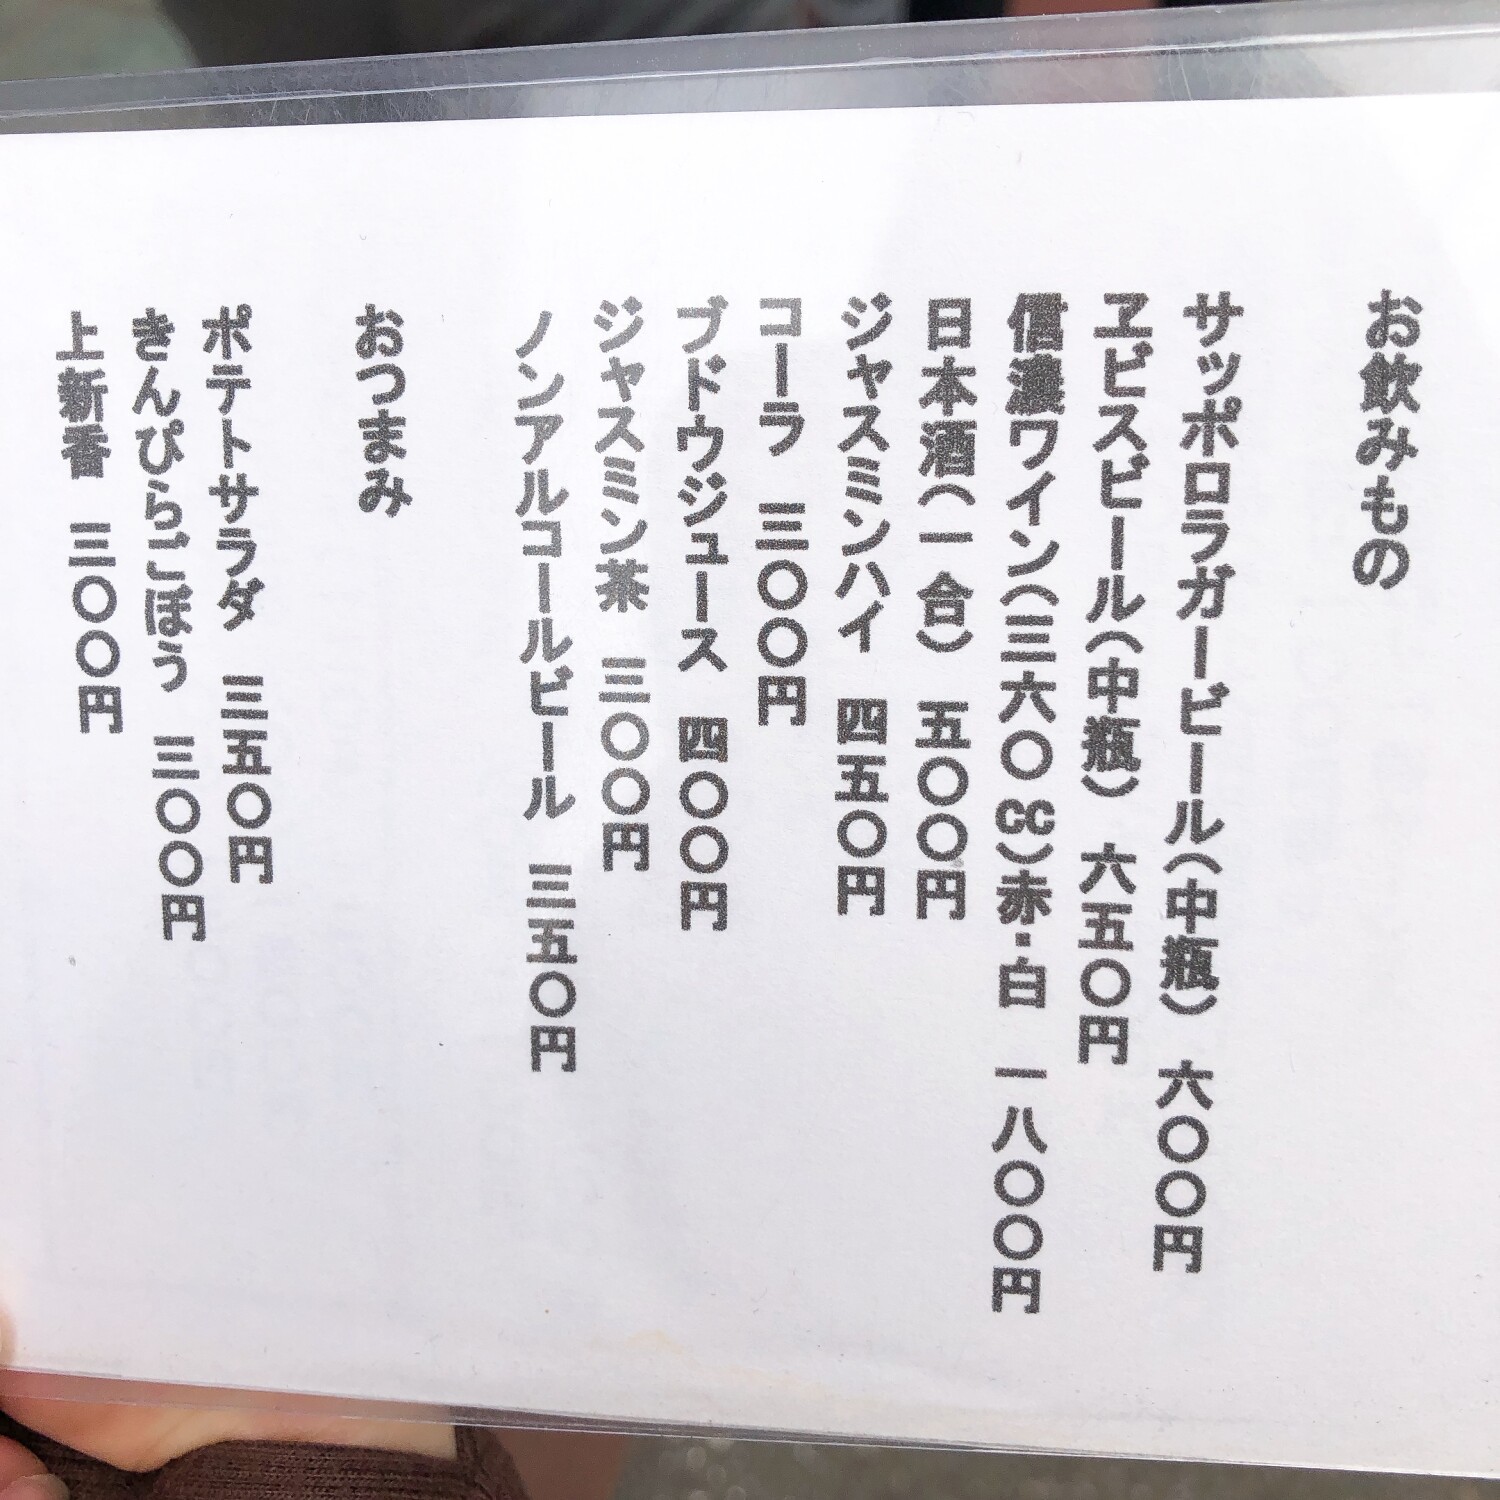 お飲みもの
サッポロラガービール(中瓶) 六〇〇円
ヱビスビール(中瓶) 六五〇円
信濃ワイン(三六〇cc)赤・白 一八〇〇円
日本酒(一合) 五〇〇円
ジャスミンハイ 四五〇円
コーラ 三〇〇円
ブドウジュース 四〇〇円
ジャスミン茶 三〇〇円
ノンアルコールビール 三五〇円
おつまみ
ポテトサラダ 三五〇円
きんぴらごぼう 三〇〇円
上新香 三〇〇円